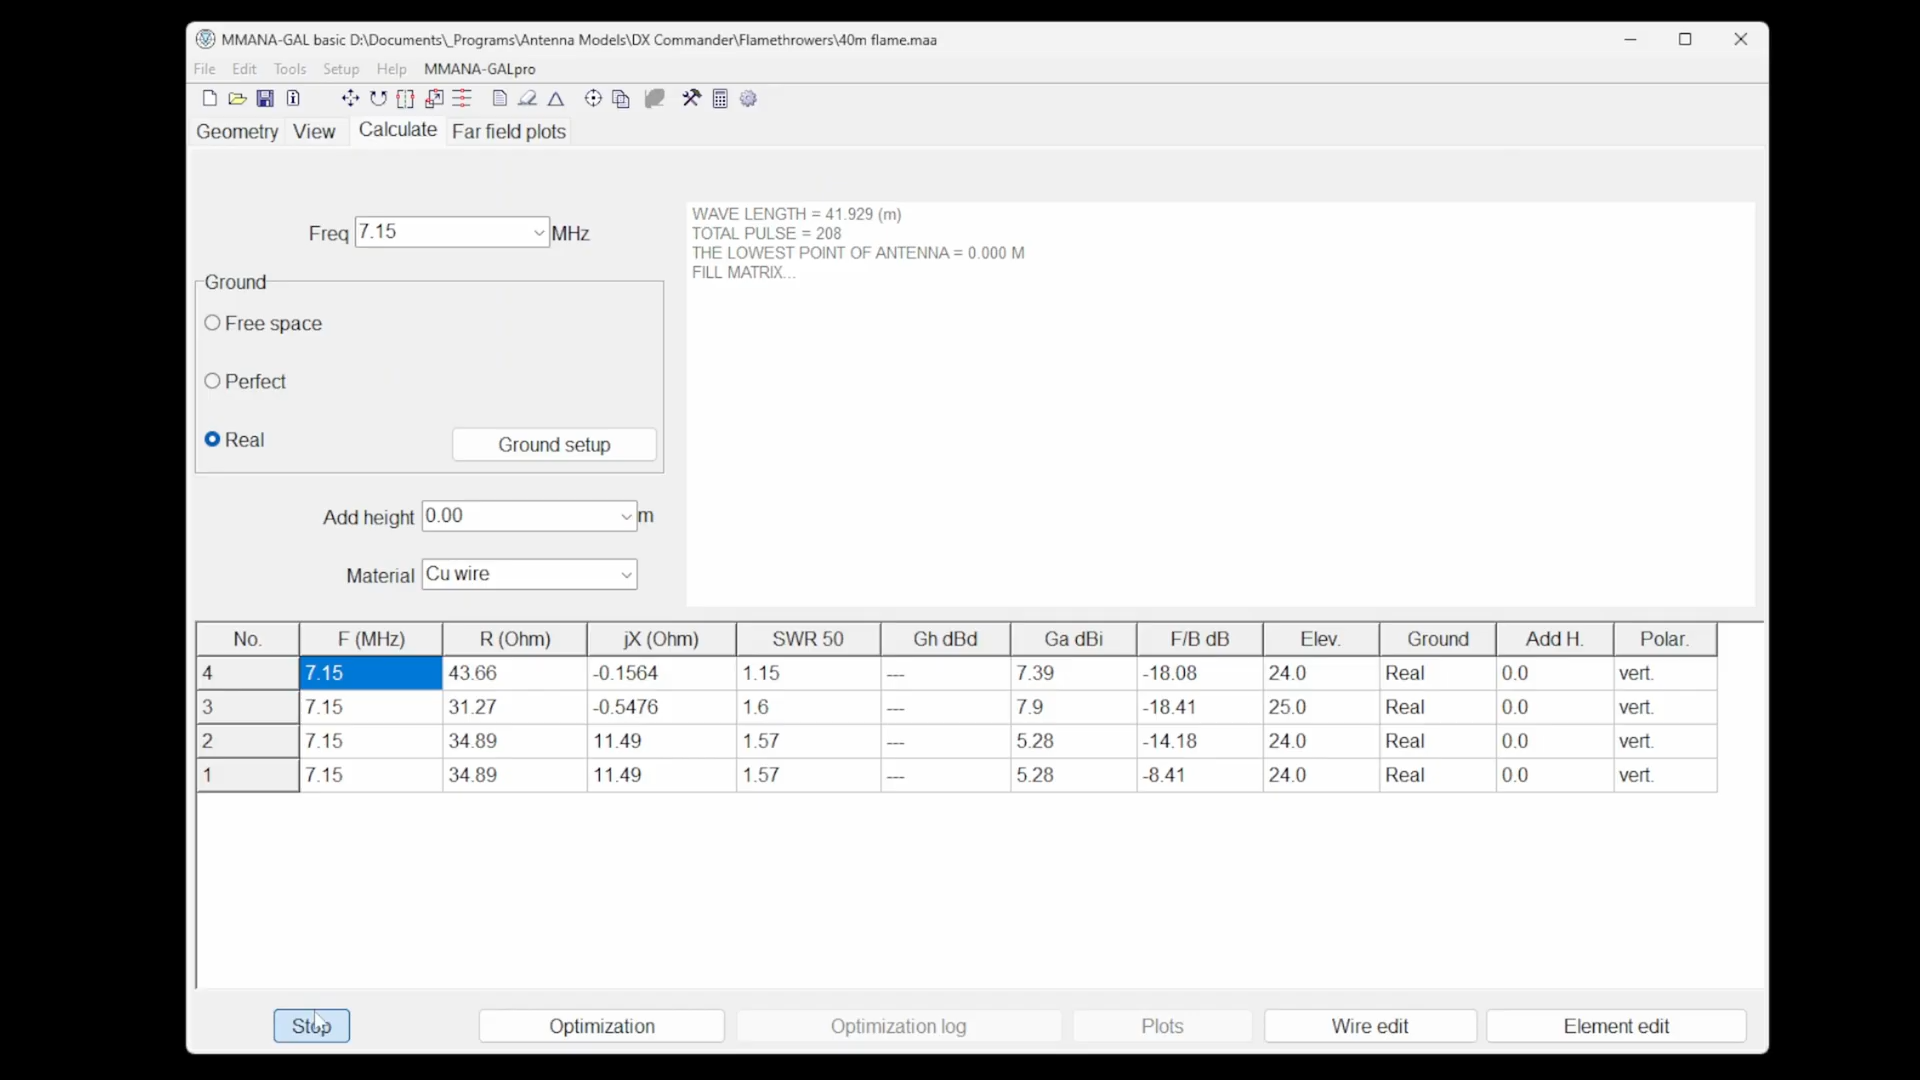 MMANA-GAL basic D:\Documents\_Programs\Antenna Models\DX Commander\Flamethrowers\40m flame.maa
File Edit Tools Setup Help MMANA-GALpro
Geometry View Calculate Far field plots
Freq 7.15 MHz
Ground
Free space
Perfect
Real Ground setup
Add height 0.00 m
Material Cu wire
WAVE LENGTH = 41.929 (m)
TOTAL PULSE = 208
THE LOWEST POINT OF ANTENNA = 0.000 M
FILL MATRIX...
No. F (MHz) R (Ohm) jX (Ohm) SWR 50 Gh dBd Ga dBi F/B dB Elev. Ground Add H. Polar.
4 7.15 43.66 -0.1564 1.15 --- 7.39 -18.08 24.0 Real 0.0 vert.
3 7.15 31.27 -0.5476 1.6 --- 7.9 -18.41 25.0 Real 0.0 vert.
2 7.15 34.89 11.49 1.57 --- 5.28 -14.18 24.0 Real 0.0 vert.
1 7.15 34.89 11.49 1.57 --- 5.28 -8.41 24.0 Real 0.0 vert.
Stop Optimization Optimization log Plots Wire edit Element edit